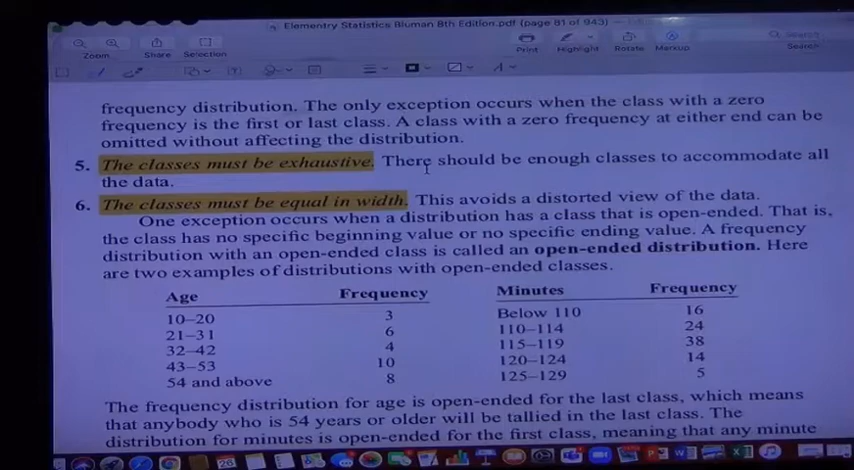 Elementry Statistics Bluman 8th Edition.pdf (page 81 of 943)
Zoom Share Selection Print Highlight Rotate Markup Search
frequency distribution. The only exception occurs when the class with a zero
frequency is the first or last class. A class with a zero frequency at either end can be
omitted without affecting the distribution.
5. The classes must be exhaustive. There should be enough classes to accommodate all
the data.
6. The classes must be equal in width. This avoids a distorted view of the data.
One exception occurs when a distribution has a class that is open-ended. That is,
the class has no specific beginning value or no specific ending value. A frequency
distribution with an open-ended class is called an open-ended distribution. Here
are two examples of distributions with open-ended classes.
Age Frequency Minutes Frequency
10–20 3 Below 110 16
21–31 6 110–114 24
32–42 4 115–119 38
43–53 10 120–124 14
54 and above 8 125–129 5
The frequency distribution for age is open-ended for the last class, which means
that anybody who is 54 years or older will be tallied in the last class. The
distribution for minutes is open-ended for the first class, meaning that any minute